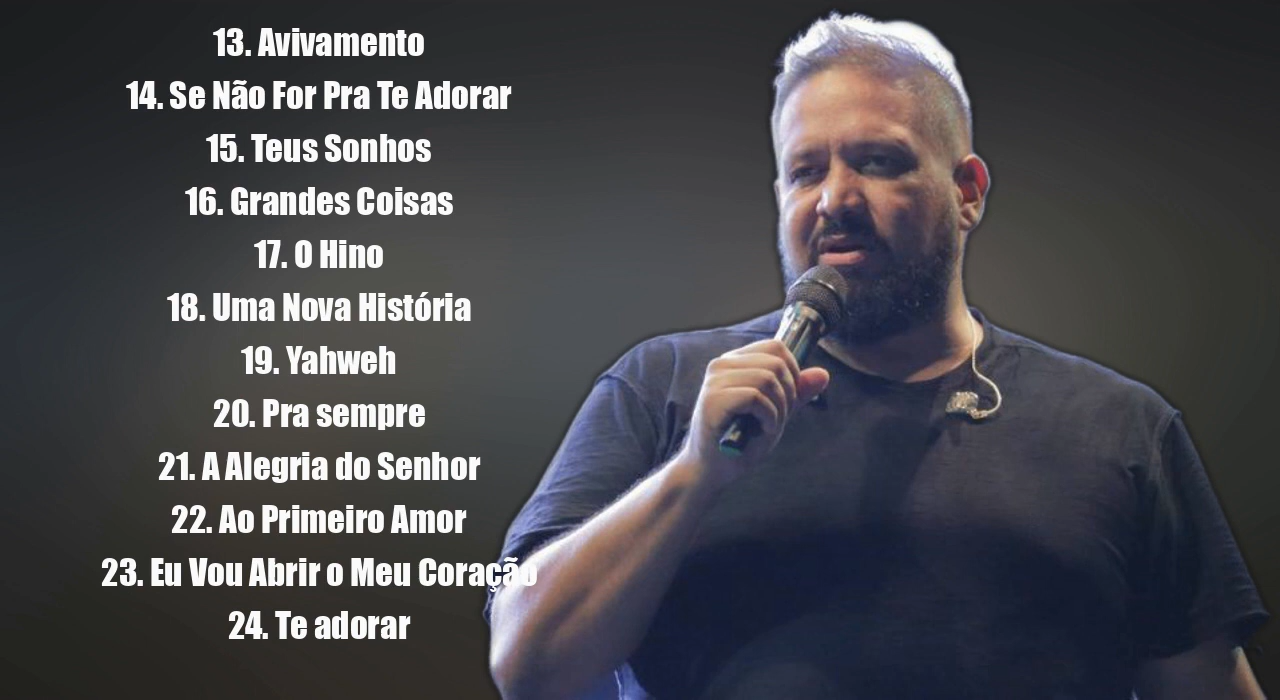 13. Avivamento
14. Se Não For Pra Te Adorar
15. Teus Sonhos
16. Grandes Coisas
17. O Hino
18. Uma Nova História
19. Yahweh
20. Pra sempre
21. A Alegria do Senhor
22. Ao Primeiro Amor
23. Eu Vou Abrir o Meu Coração
24. Te adorar